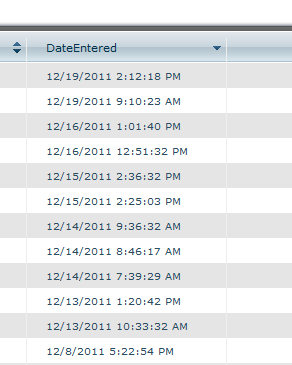 DateEntered
12/19/2011 2:12:18 PM
12/19/2011 9:10:23 AM
12/16/2011 1:01:40 PM
12/16/2011 12:51:32 PM
12/15/2011 2:36:32 PM
12/15/2011 2:25:03 PM
12/14/2011 9:36:32 AM
12/14/2011 8:46:17 AM
12/14/2011 7:39:29 AM
12/13/2011 1:20:42 PM
12/13/2011 10:33:32 AM
12/8/2011 5:22:54 PM